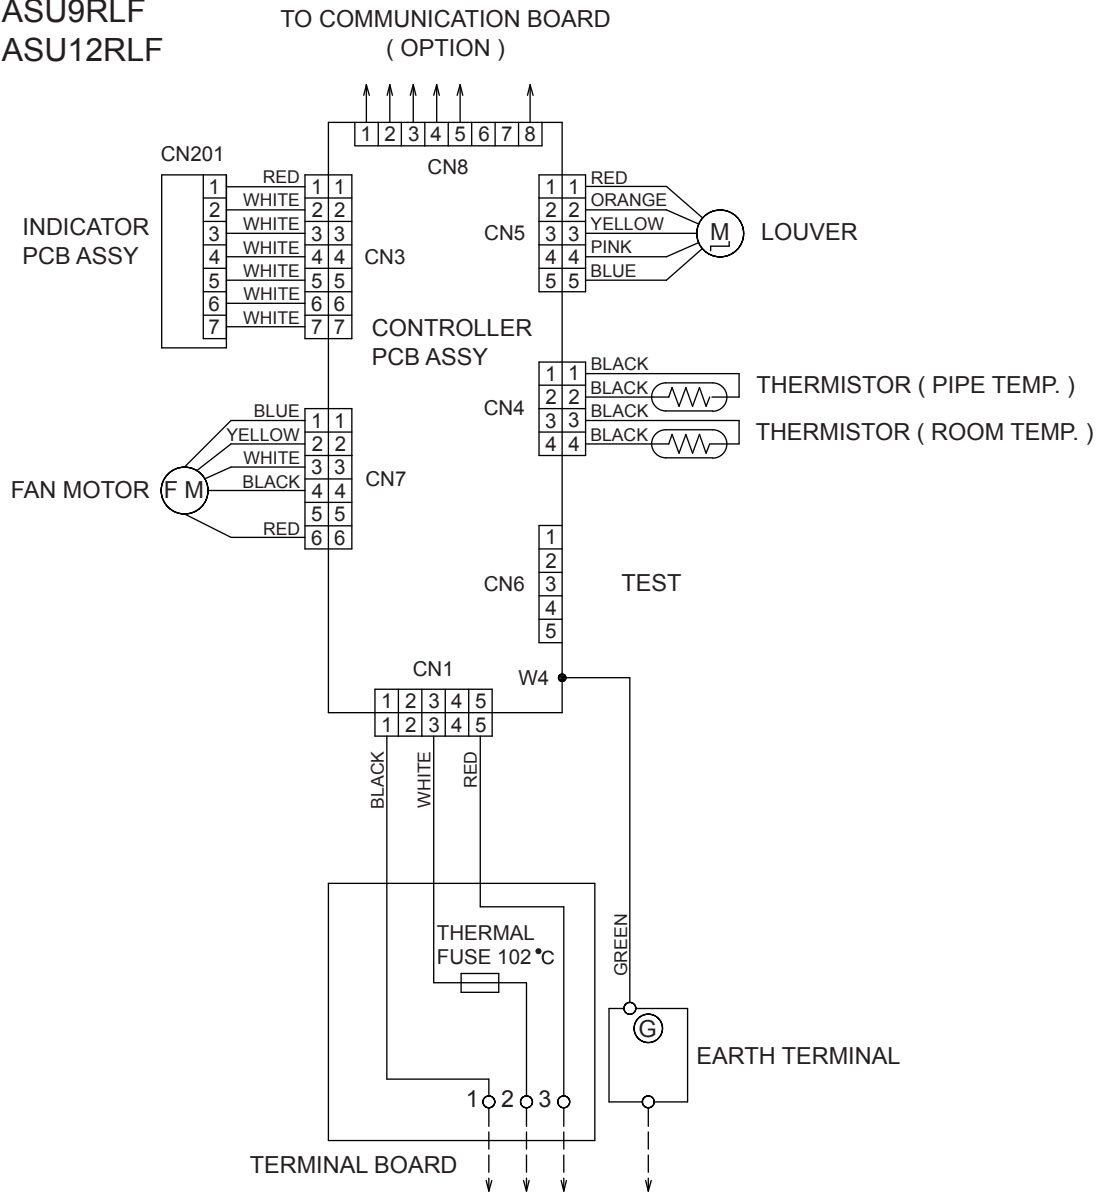 ASU9RLF
ASU12RLF
TO COMMUNICATION BOARD
( OPTION )
1 2 3 4 5 6 7 8
CN8
CN201
INDICATOR
PCB ASSY
1 RED 1 1
2 WHITE 2 2
3 WHITE 3 3
4 WHITE 4 4
5 WHITE 5 5
6 WHITE 6 6
7 WHITE 7 7
CN3
CONTROLLER
PCB ASSY
CN5
1 1 RED
2 2 ORANGE
3 3 YELLOW
4 4 PINK
5 5 BLUE
M
LOUVER
CN4
1 1 BLACK
2 2 BLACK
3 3 BLACK
4 4 BLACK
THERMISTOR ( PIPE TEMP. )
THERMISTOR ( ROOM TEMP. )
FAN MOTOR
F M
BLUE 1 1
YELLOW 2 2
WHITE 3 3
BLACK 4 4
5 5
RED 6 6
CN7
CN6
1
2
3
4
5
TEST
W4
CN1
1 2 3 4 5
1 2 3 4 5
BLACK
WHITE
RED
GREEN
THERMAL
FUSE 102 °C
G
EARTH TERMINAL
1 2 3
TERMINAL BOARD